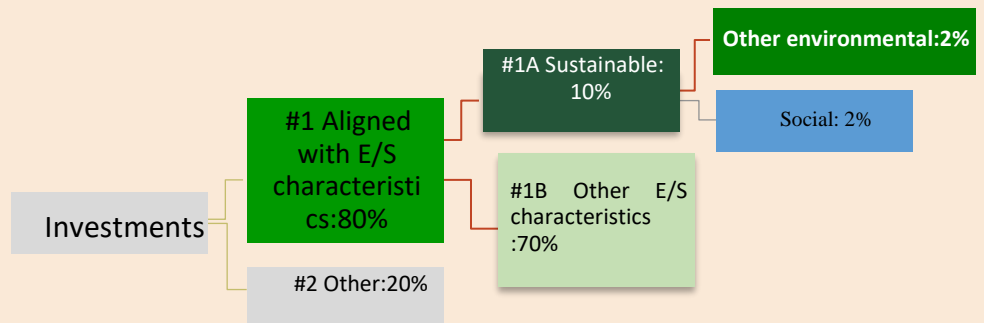 Investments
#1 Aligned
with E/S
characteristi
cs:80%
#2 Other:20%
#1A Sustainable:
10%
#1B Other E/S
characteristics
:70%
Other environmental:2%
Social: 2%